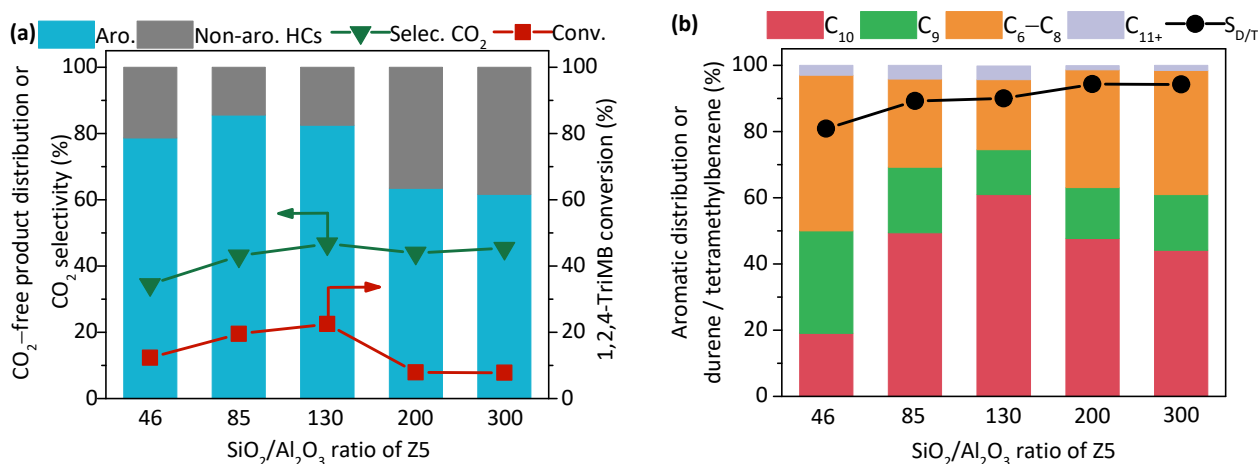 (a)
Aro. Non-aro. HCs Selec. CO₂ Conv.
CO₂−free product distribution or
CO₂ selectivity (%)
100
80
60
40
20
0
100
80
60
40
20
0
1,2,4-TriMB conversion (%)
46 85 130 200 300
SiO₂/Al₂O₃ ratio of Z5
(b)
C₁₀ C₉ C₆−C₈ C₁₁₊ S_D/T
Aromatic distribution or
durene / tetramethylbenzene (%)
100
80
60
40
20
0
46 85 130 200 300
SiO₂/Al₂O₃ ratio of Z5